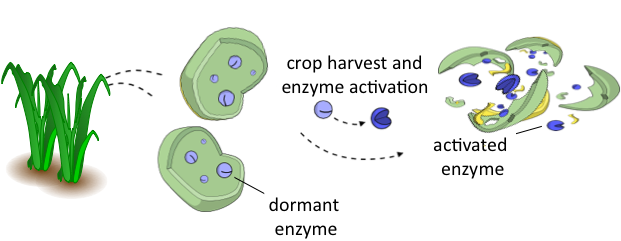 crop harvest and
enzyme activation
activated
enzyme
dormant
enzyme